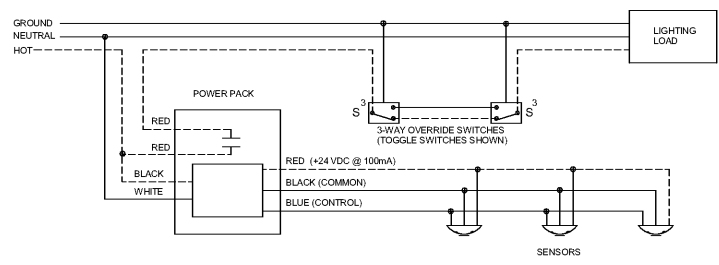 GROUND
NEUTRAL
HOT
LIGHTING
LOAD
POWER PACK
S 3
S 3
3-WAY OVERRIDE SWITCHES
(TOGGLE SWITCHES SHOWN)
RED
RED
BLACK
WHITE
RED (+24 VDC @ 100mA)
BLACK (COMMON)
BLUE (CONTROL)
SENSORS